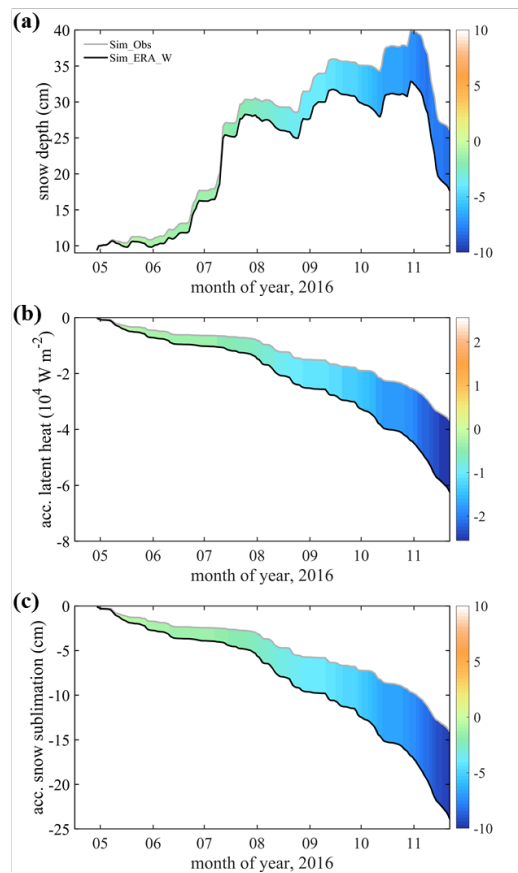 (a)
40
35
30
25
20
15
10
snow depth (cm)
Sim_Obs
Sim_ERA_W
05 06 07 08 09 10 11
month of year, 2016
10
5
0
-5
-10
(b)
0
-2
-4
-6
-8
acc. latent heat (10⁴ W m⁻²)
05 06 07 08 09 10 11
month of year, 2016
2
1
0
-1
-2
(c)
0
-5
-10
-15
-20
-25
acc. snow sublimation (cm)
05 06 07 08 09 10 11
month of year, 2016
10
5
0
-5
-10